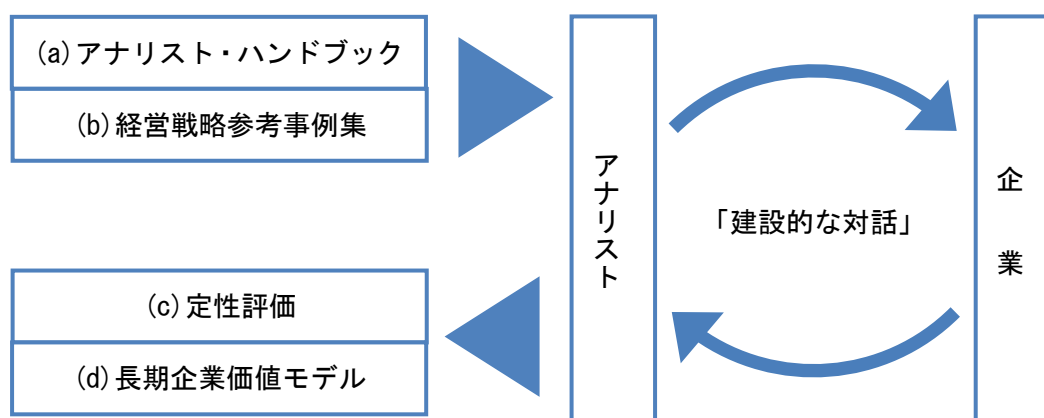 (a)アナリスト・ハンドブック
(b)経営戦略参考事例集
(c)定性評価
(d)長期企業価値モデル
アナリスト
「建設的な対話」
企業